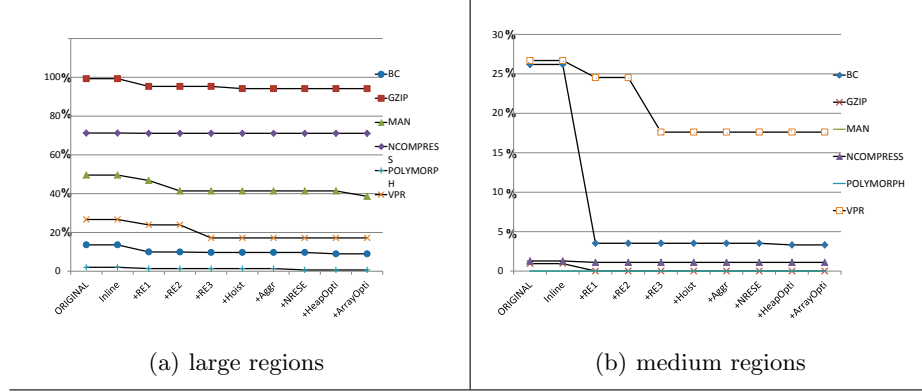 100%
80%
60%
40%
20%
0
ORIGINAL
Inline
+RE1
+RE2
+RE3
+Hoist
+Aggr
+NRESE
+HeapOpti
+ArrayOpti
BC
GZIP
MAN
NCOMPRES
S
POLYMORP
H
VPR
(a) large regions
30%
25%
20%
15%
10%
5%
0
ORIGINAL
Inline
+RE1
+RE2
+RE3
+Hoist
+Aggr
+NRESE
+HeapOpti
+ArrayOpti
BC
GZIP
MAN
NCOMPRESS
POLYMORPH
VPR
(b) medium regions